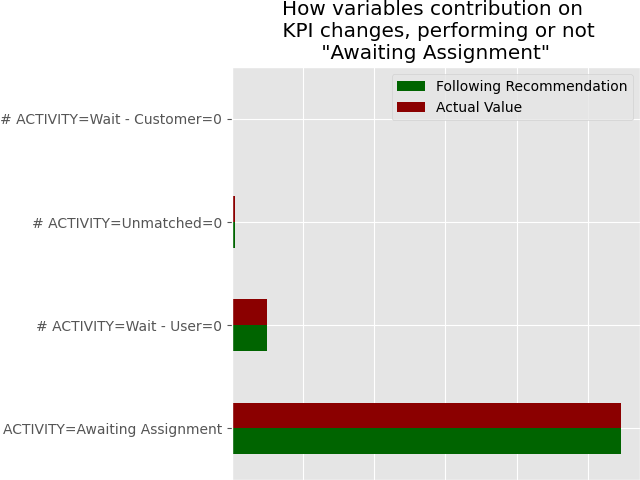 How variables contribution on
KPI changes, performing or not
"Awaiting Assignment"
Following Recommendation
Actual Value
# ACTIVITY=Wait - Customer=0
# ACTIVITY=Unmatched=0
# ACTIVITY=Wait - User=0
ACTIVITY=Awaiting Assignment